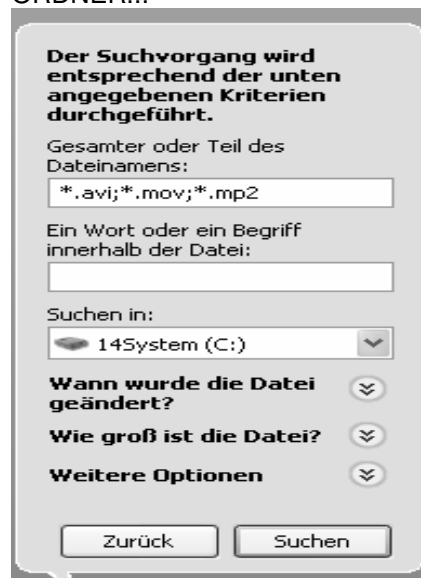 ORDNER...
Der Suchvorgang wird
entsprechend der unten
angegebenen Kriterien
durchgeführt.
Gesamter oder Teil des
Dateinamens:
*.avi;*.mov;*.mp2
Ein Wort oder ein Begriff
innerhalb der Datei:
Suchen in:
14System (C:)
Wann wurde die Datei
geändert?
Wie groß ist die Datei?
Weitere Optionen
Zurück Suchen